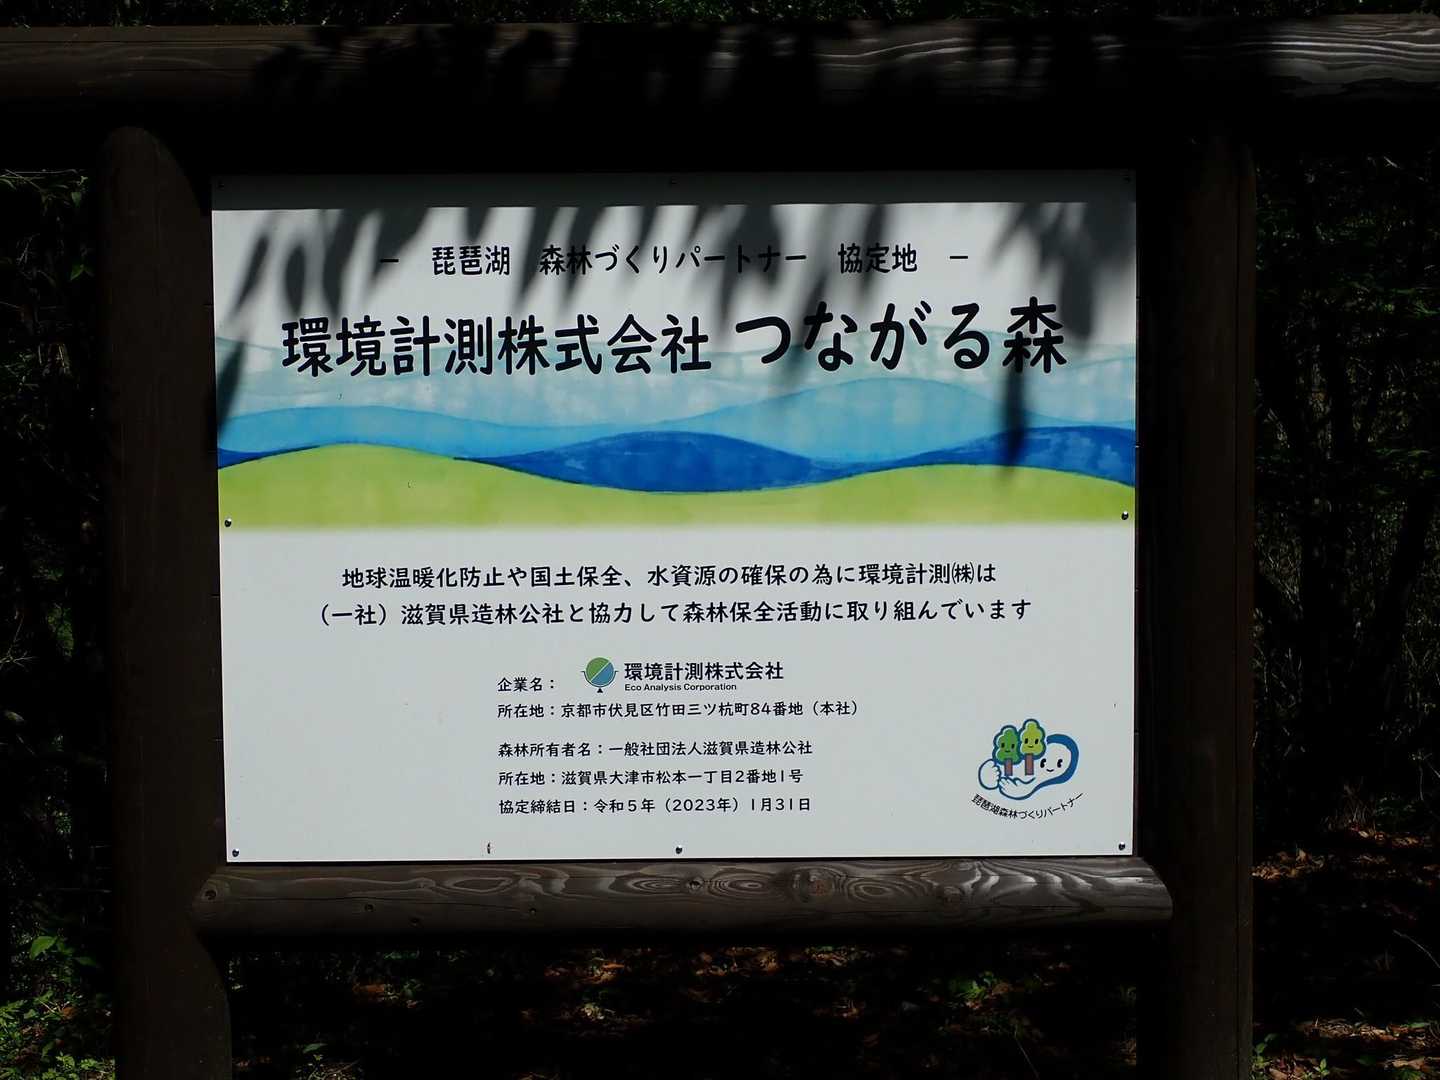 − 琵琶湖 森林づくりパートナー 協定地 −
環境計測株式会社 つながる森
地球温暖化防止や国土保全、水資源の確保の為に環境計測㈱は
（一社）滋賀県造林公社と協力して森林保全活動に取り組んでいます
企業名： 環境計測株式会社
Eco Analysis Corporation
所在地：京都市伏見区竹田三ツ杭町84番地（本社）
森林所有者名：一般社団法人滋賀県造林公社
所在地：滋賀県大津市松本一丁目2番地1号
協定締結日：令和5年（2023年）1月31日
琵琶湖森林づくりパートナー